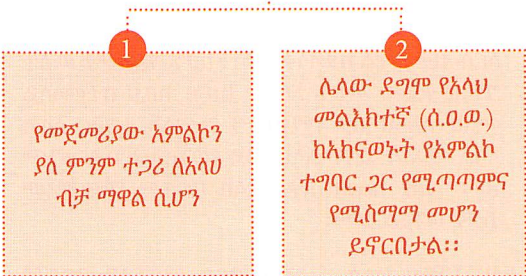 1
የመጀመሪያው አምልኮን
ያለ ምንም ተጋሪ ለአላህ
ብቻ ማዋል ሲሆን
2
ሌላው ደግሞ የአላህ
መልእክተኛ (ሰ.ዐ.ወ.)
ከአከናወኑት የአምልኮ
ተግባር ጋር የሚጣጣምና
የሚስማማ መሆን
ይኖርበታል፡፡